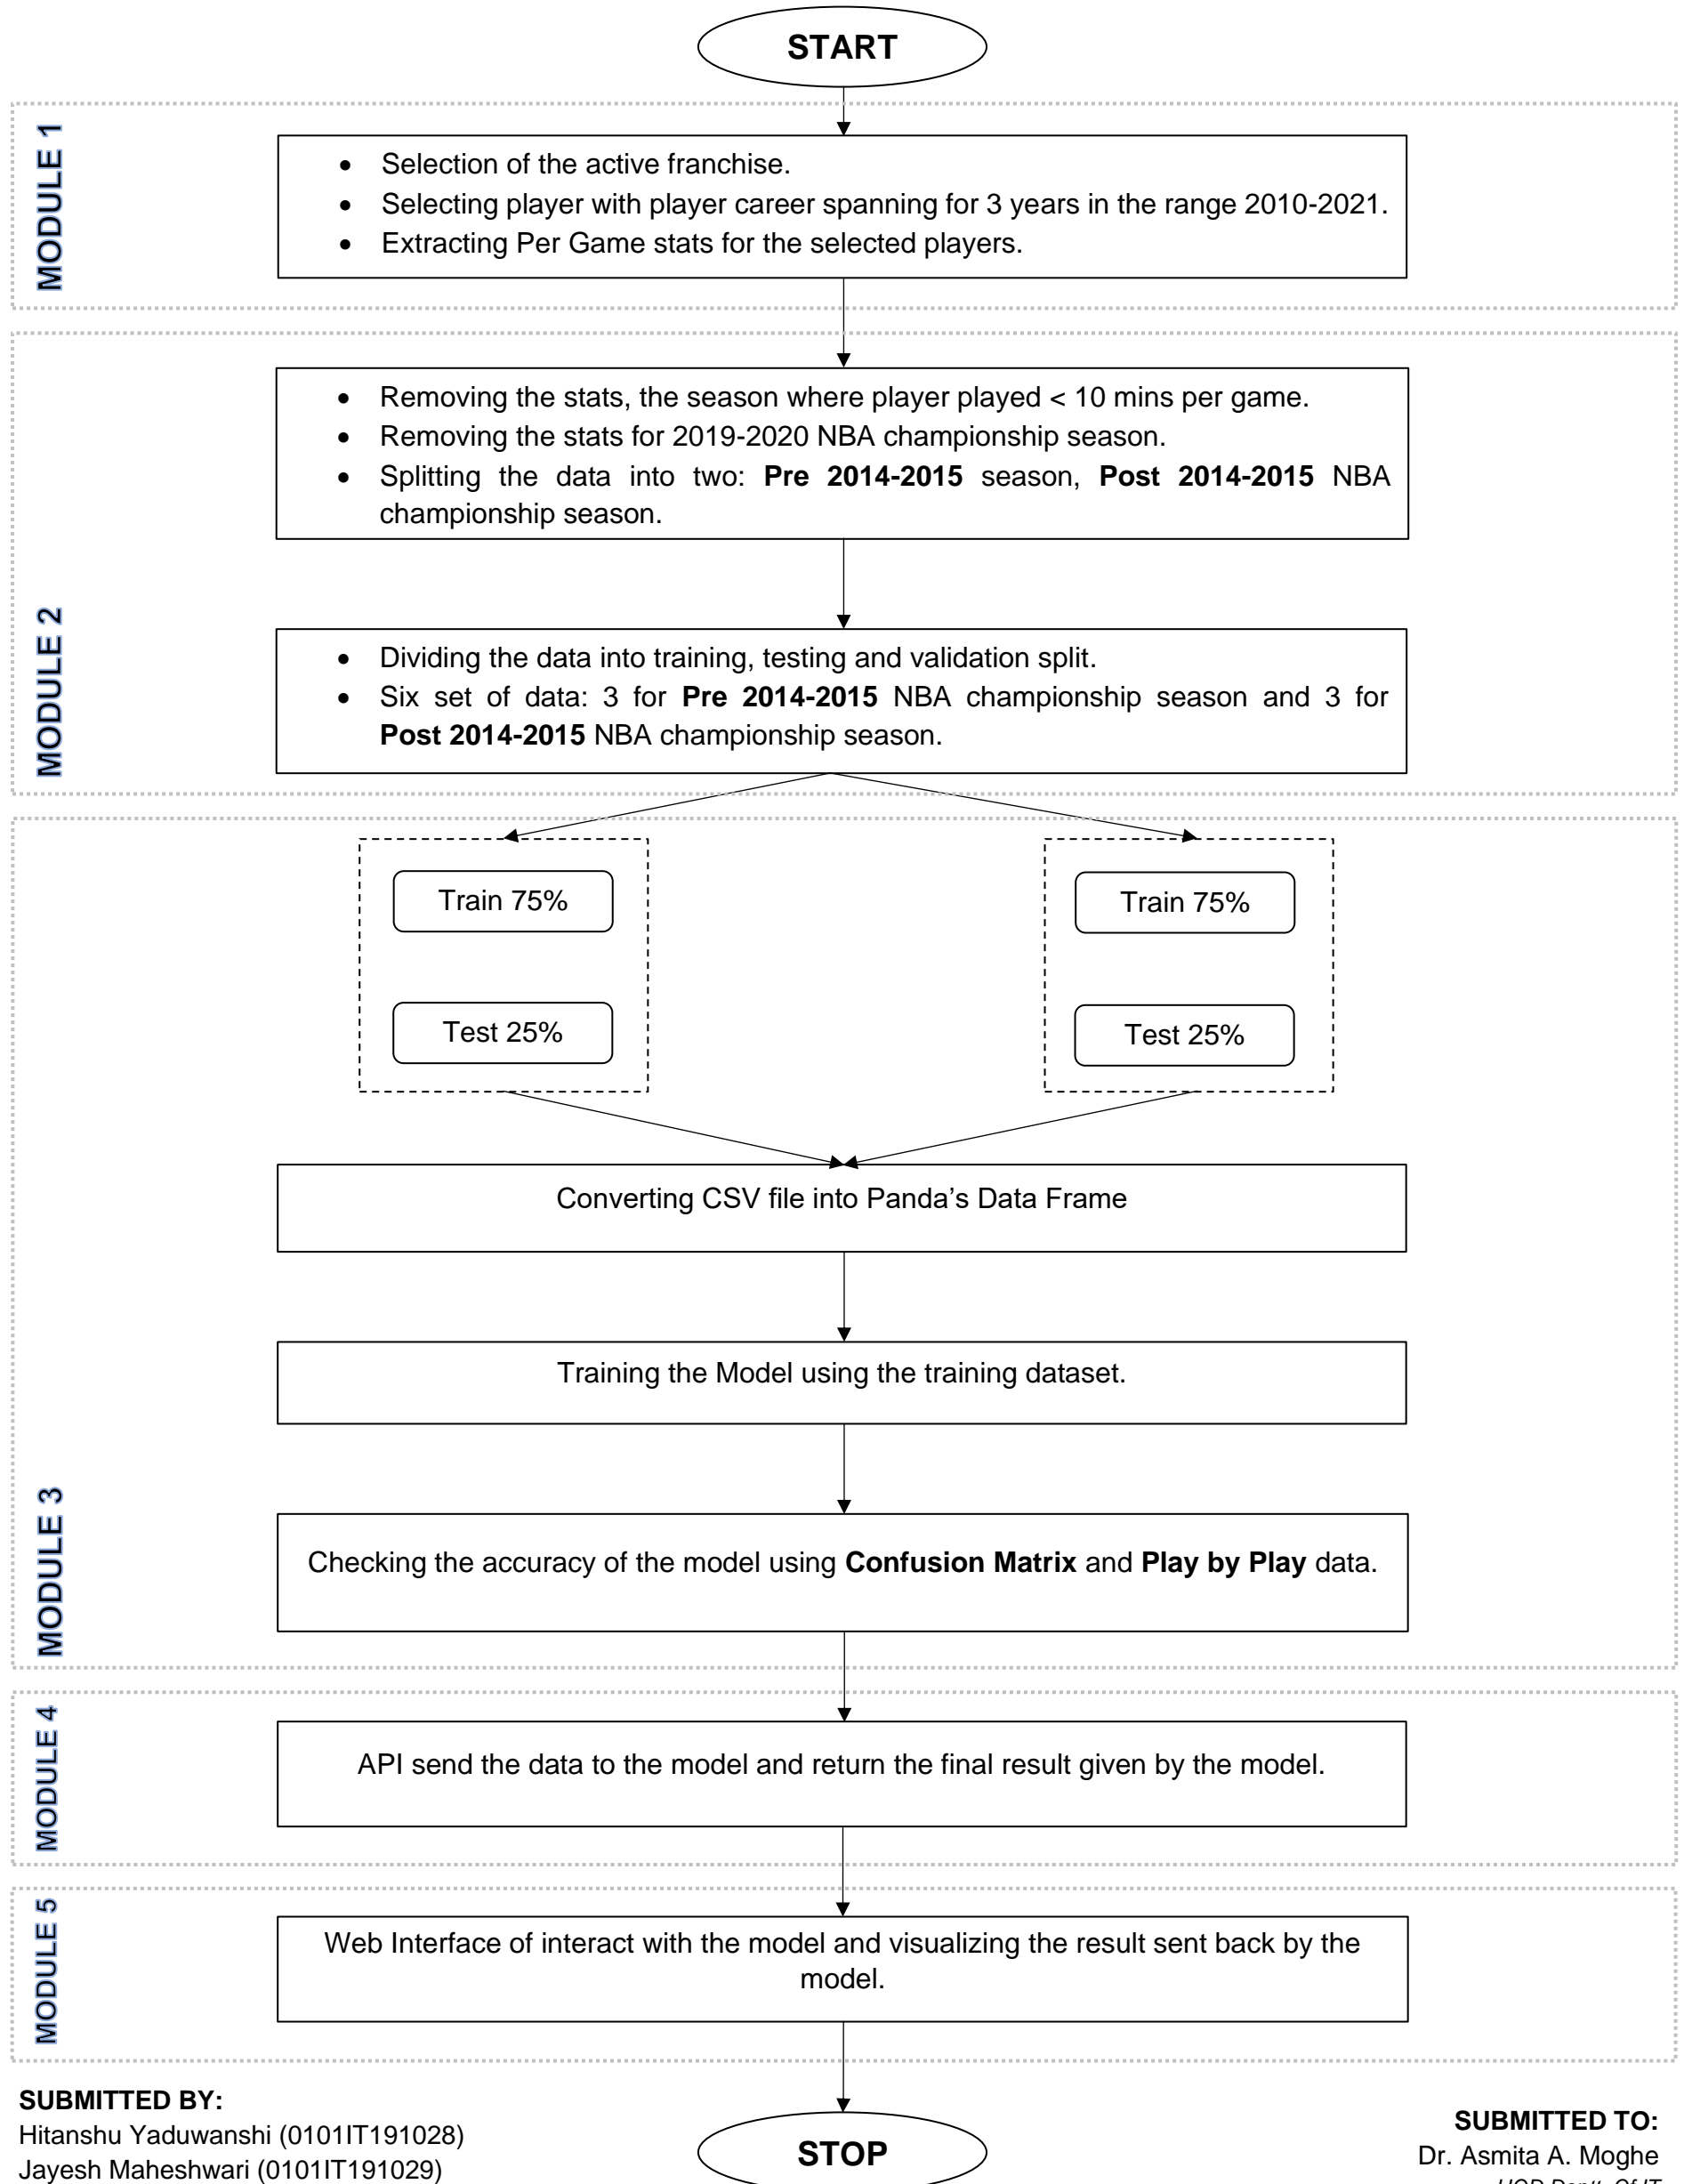 START
MODULE 1
• Selection of the active franchise.
• Selecting player with player career spanning for 3 years in the range 2010-2021.
• Extracting Per Game stats for the selected players.
MODULE 2
• Removing the stats, the season where player played < 10 mins per game.
• Removing the stats for 2019-2020 NBA championship season.
• Splitting the data into two: Pre 2014-2015 season, Post 2014-2015 NBA
championship season.
• Dividing the data into training, testing and validation split.
• Six set of data: 3 for Pre 2014-2015 NBA championship season and 3 for
Post 2014-2015 NBA championship season.
MODULE 3
Train 75%
Test 25%
Train 75%
Test 25%
Converting CSV file into Panda’s Data Frame
Training the Model using the training dataset.
Checking the accuracy of the model using Confusion Matrix and Play by Play data.
MODULE 4
API send the data to the model and return the final result given by the model.
MODULE 5
Web Interface of interact with the model and visualizing the result sent back by the
model.
STOP
SUBMITTED BY:
Hitanshu Yaduwanshi (0101IT191028)
Jayesh Maheshwari (0101IT191029)
SUBMITTED TO:
Dr. Asmita A. Moghe
HOD Deptt. Of IT